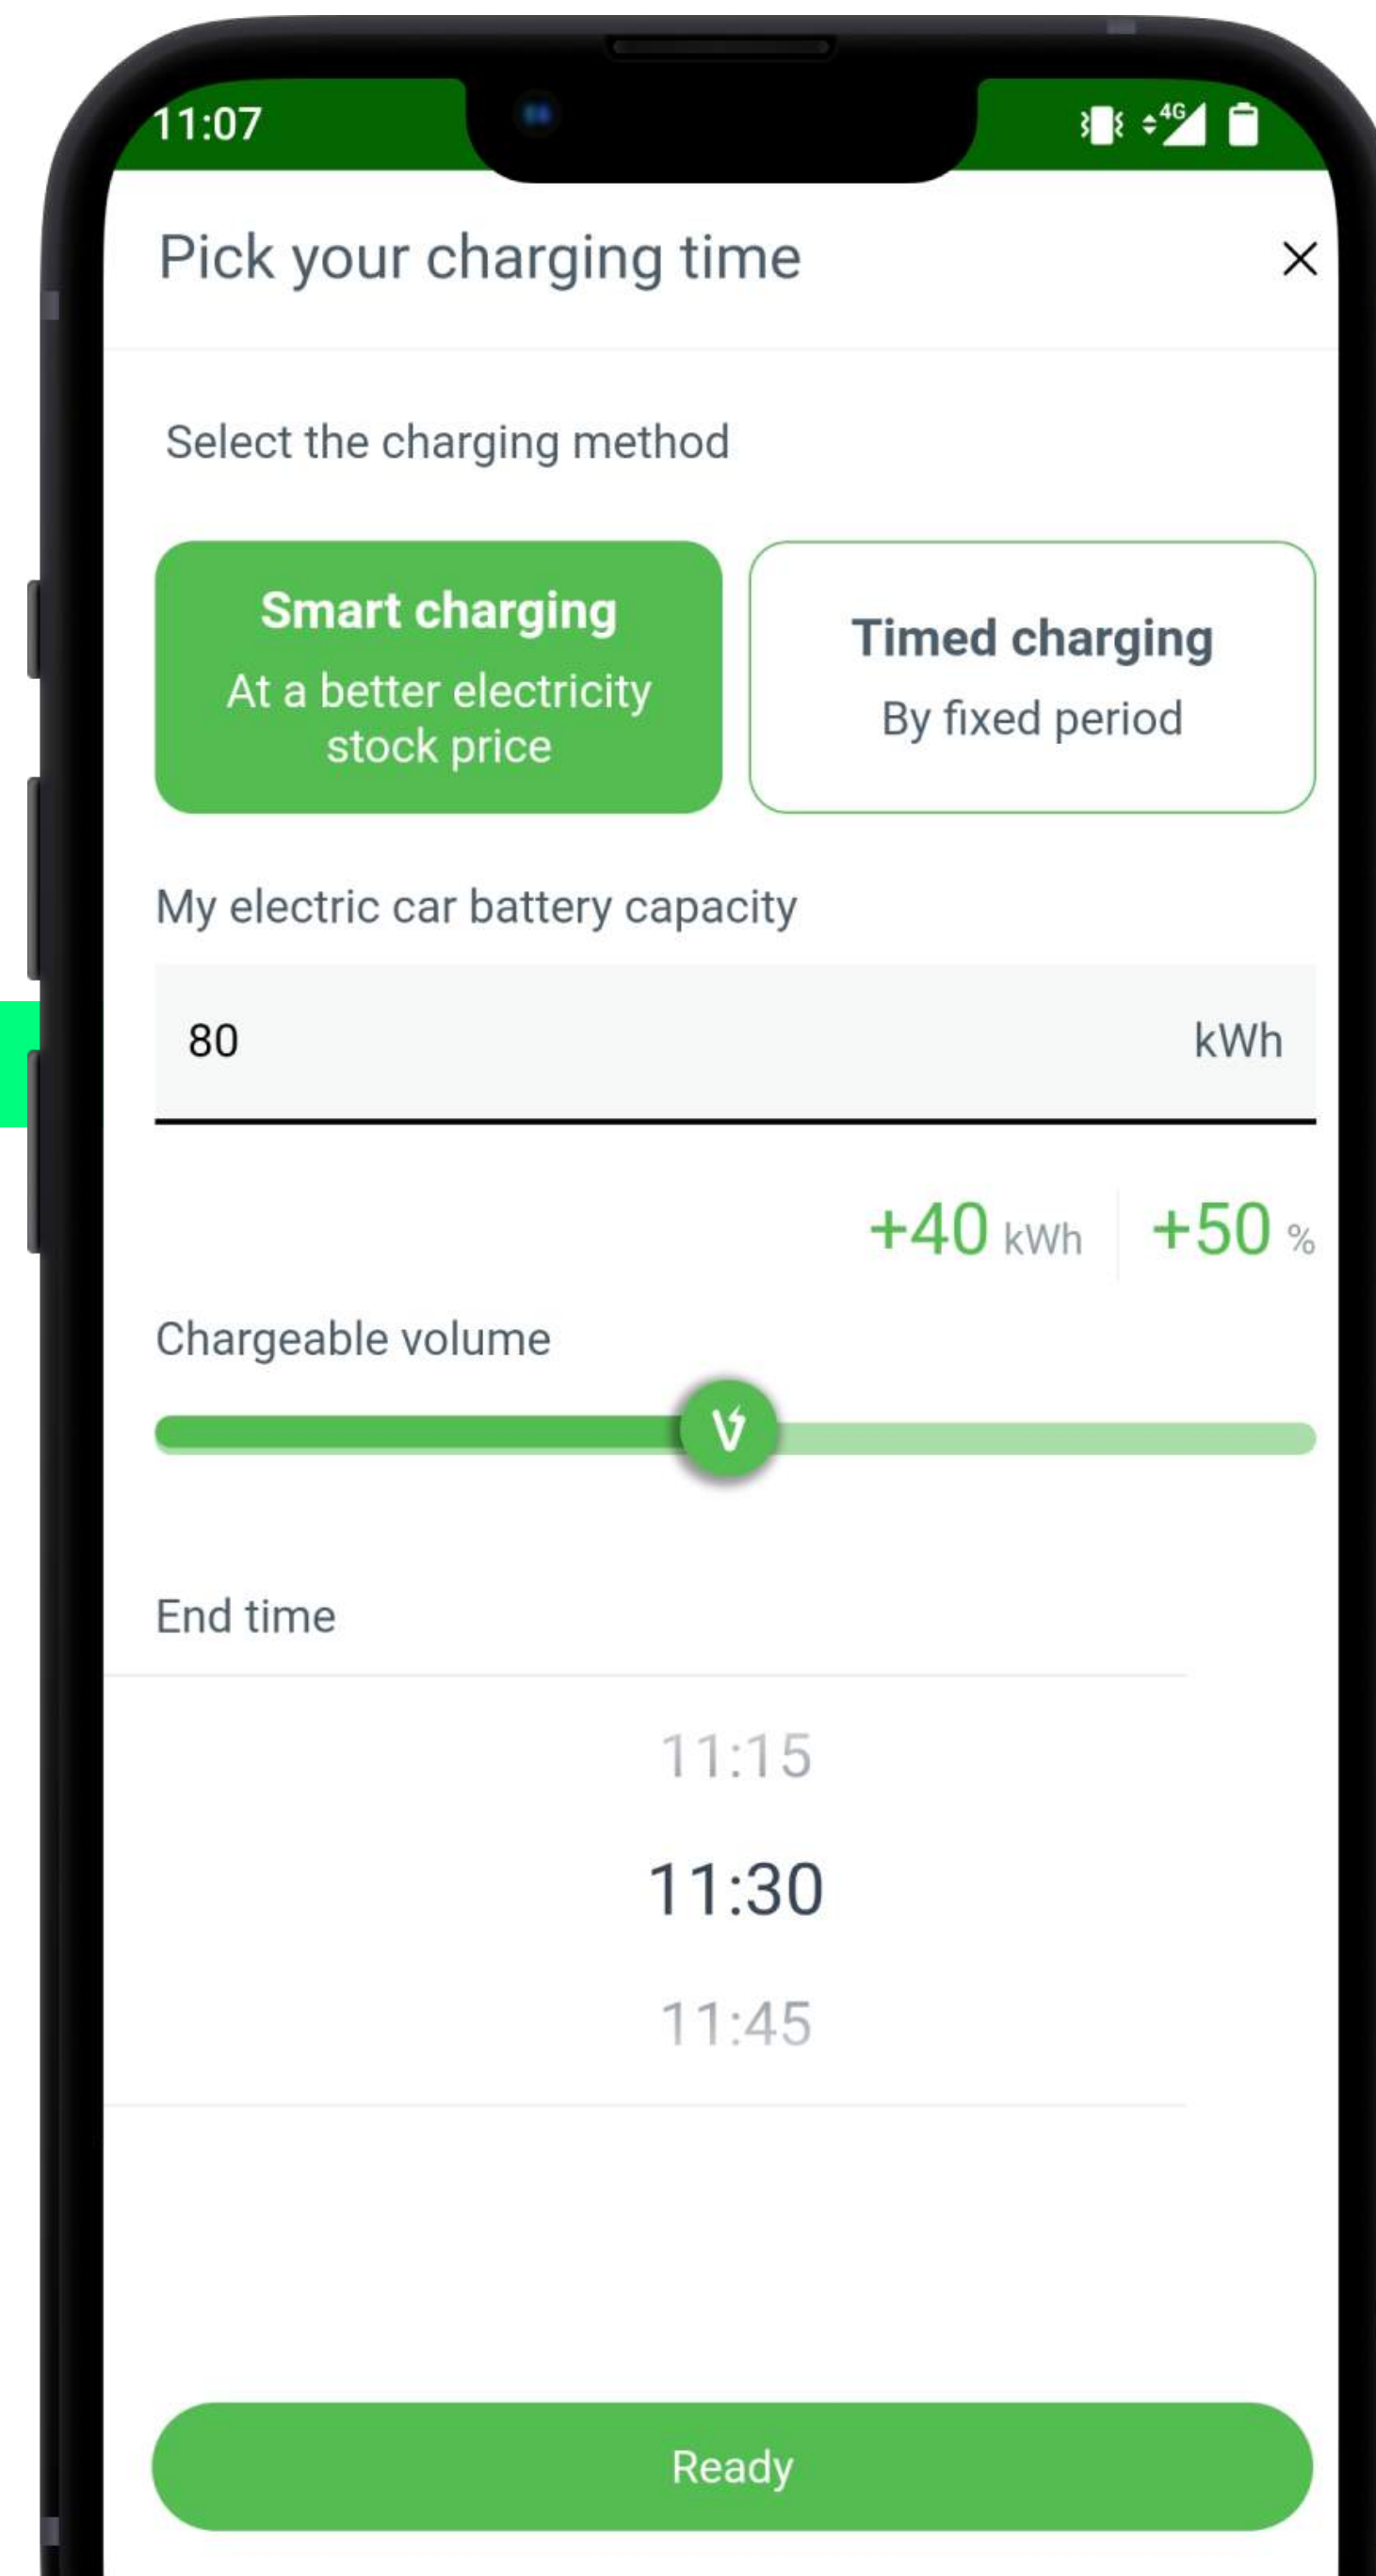 11:07
4G
Pick your charging time
Select the charging method
Smart charging
At a better electricity
stock price
Timed charging
By fixed period
My electric car battery capacity
80 kWh
+40 kWh +50 %
Chargeable volume
End time
11:15
11:30
11:45
Ready